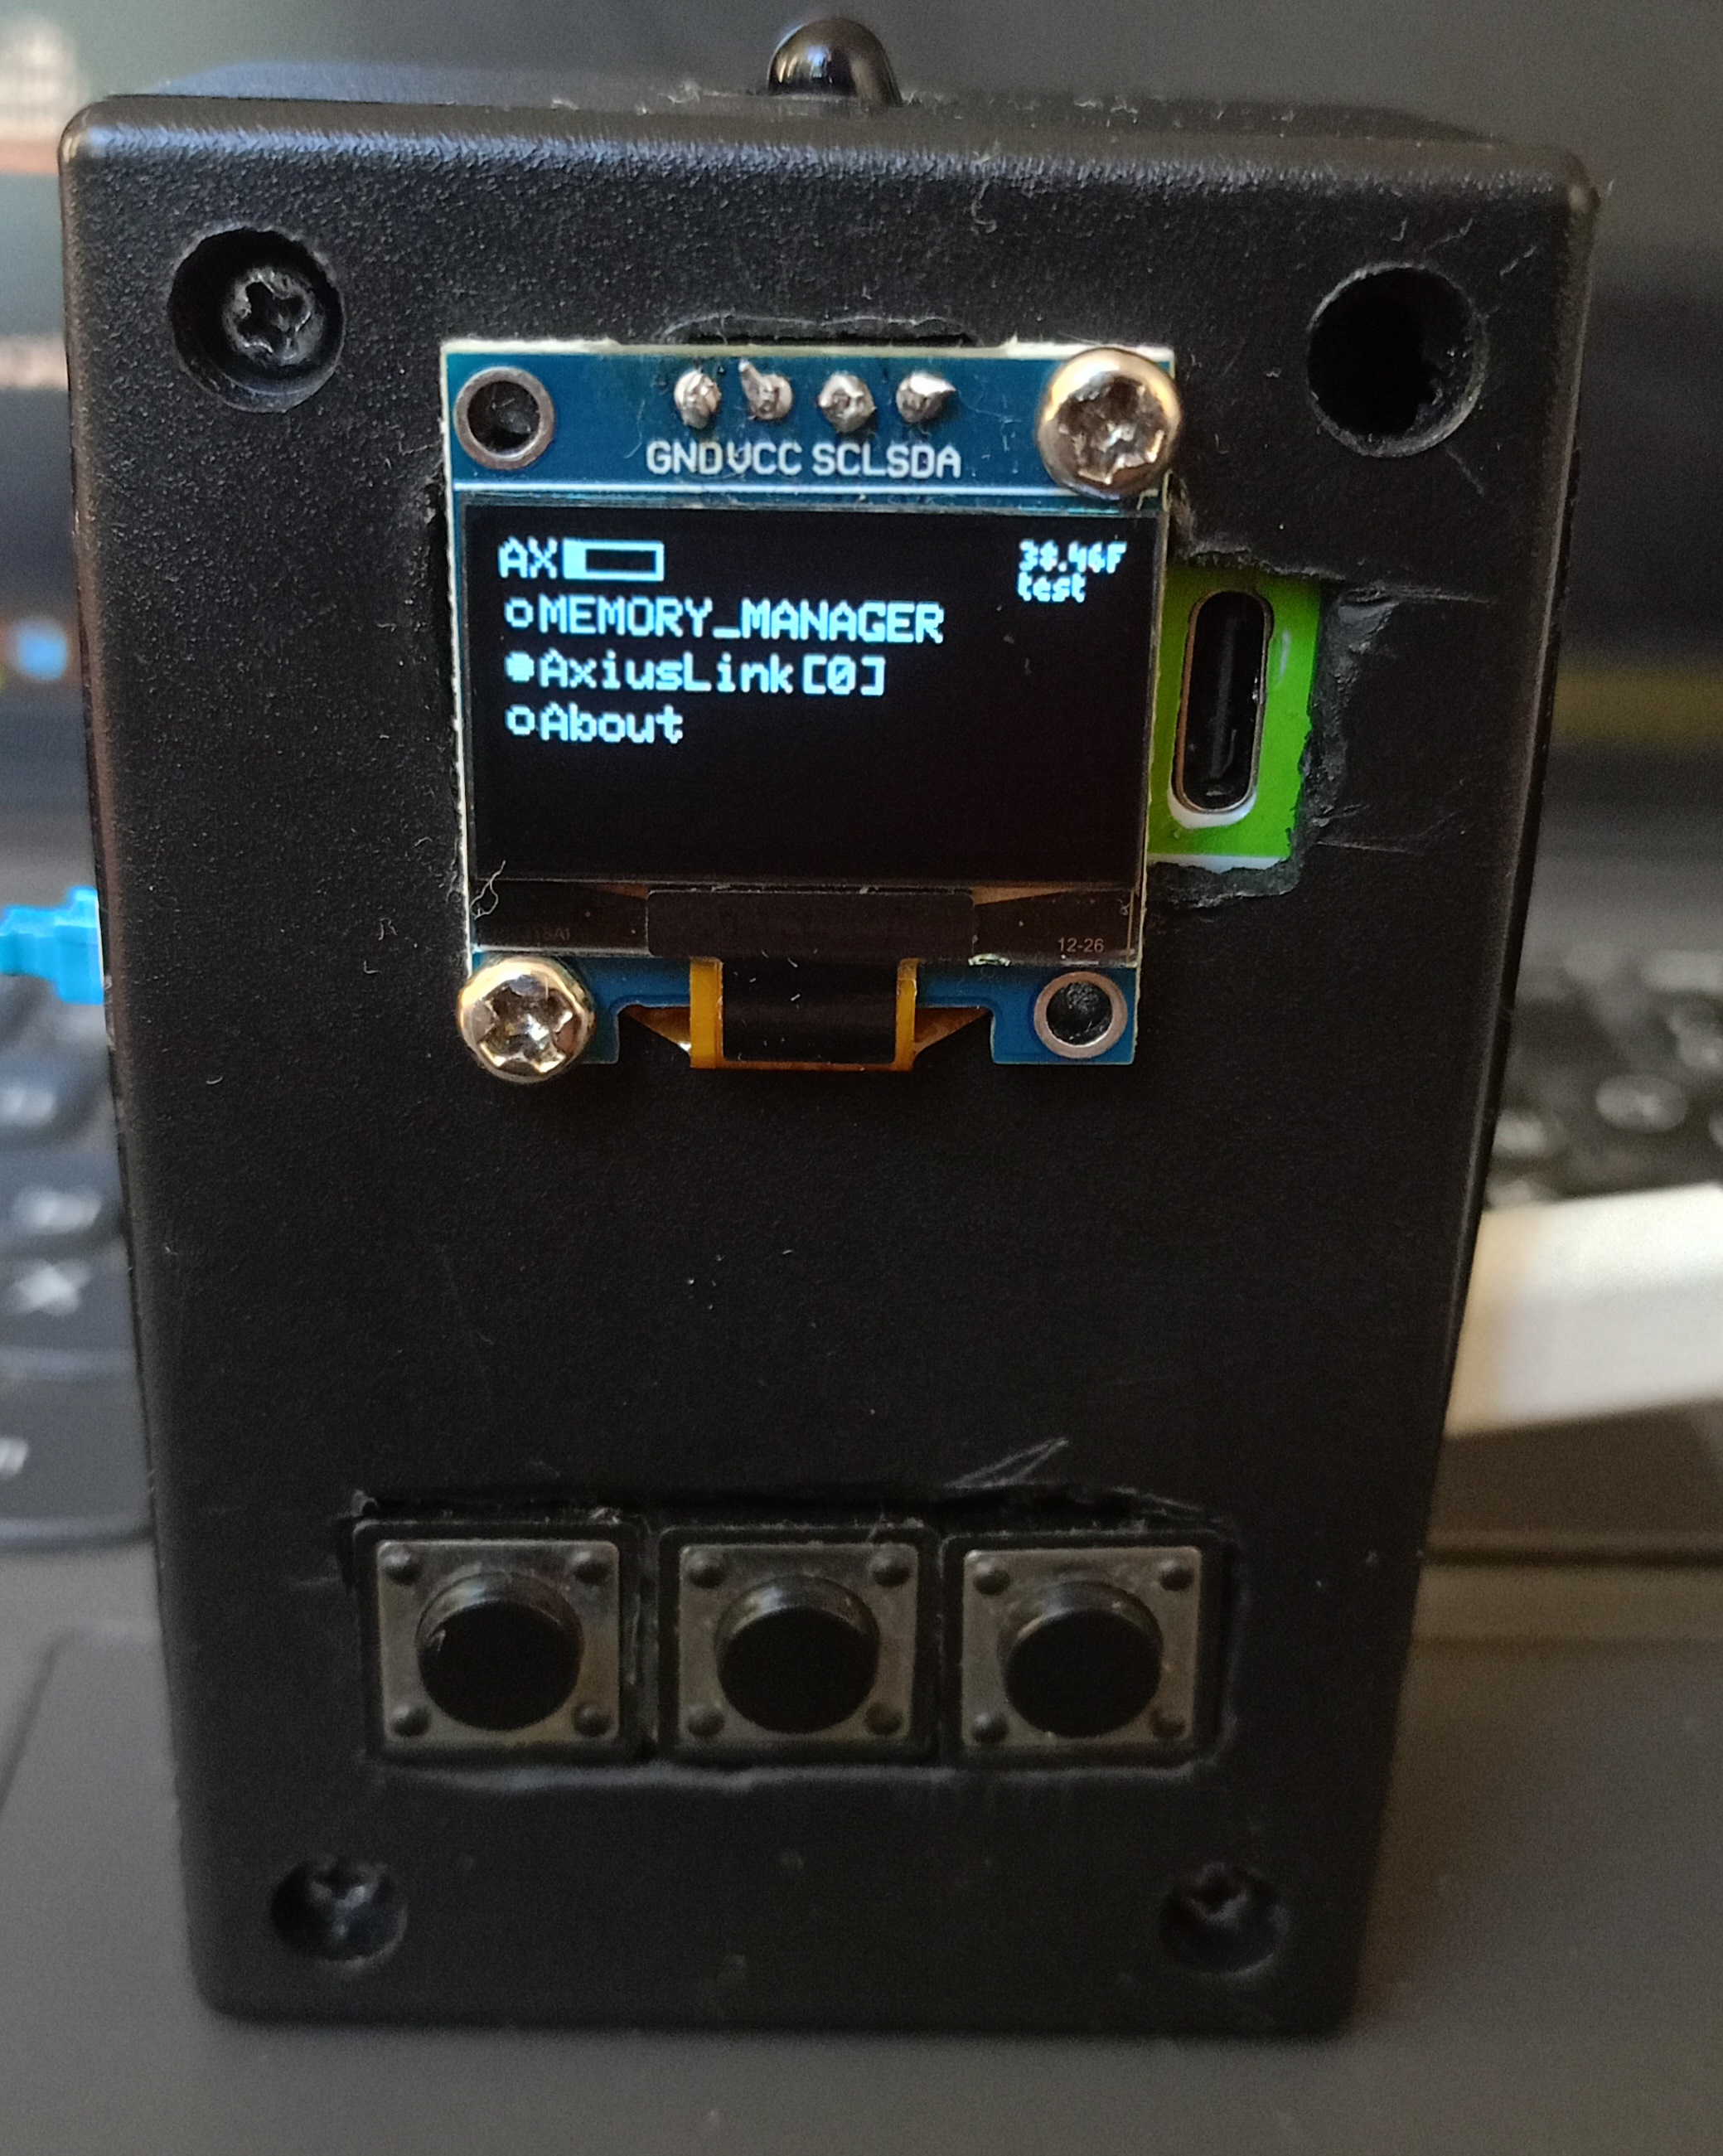 GND VCC SCL SDA
AX
test
MEMORY_MANAGER
AxiusLink[0]
About
12-26